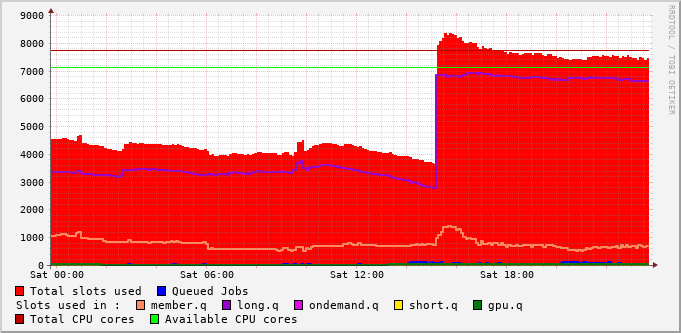 9000
8000
7000
6000
5000
4000
3000
2000
1000
0
Sat 00:00 Sat 06:00 Sat 12:00 Sat 18:00
RRDTOOL / TOBI OETIKER
Total slots used Queued Jobs
Slots used in : member.q long.q ondemand.q short.q gpu.q
Total CPU cores Available CPU cores